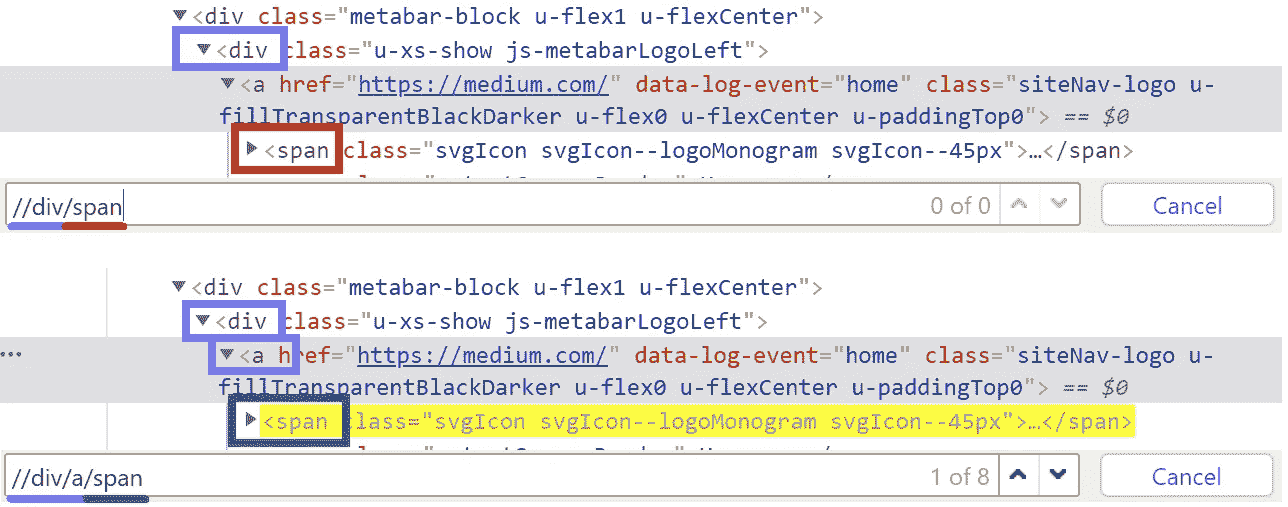 ▼<div class="metabar-block u-flex1 u-flexCenter">
▼<div class="u-xs-show js-metabarLogoLeft">
▼<a href="https://medium.com/" data-log-event="home" class="siteNav-logo u-
fillTransparentBlackDarker u-flex0 u-flexCenter u-paddingTop0"> == $0
▶<span class="svgIcon svgIcon--logoMonogram svgIcon--45px">…</span>
//div/span 0 of 0 Cancel
▼<div class="metabar-block u-flex1 u-flexCenter">
▼<div class="u-xs-show js-metabarLogoLeft">
… ▼<a href="https://medium.com/" data-log-event="home" class="siteNav-logo u-
fillTransparentBlackDarker u-flex0 u-flexCenter u-paddingTop0"> == $0
▶<span class="svgIcon svgIcon--logoMonogram svgIcon--45px">…</span>
//div/a/span 1 of 8 Cancel